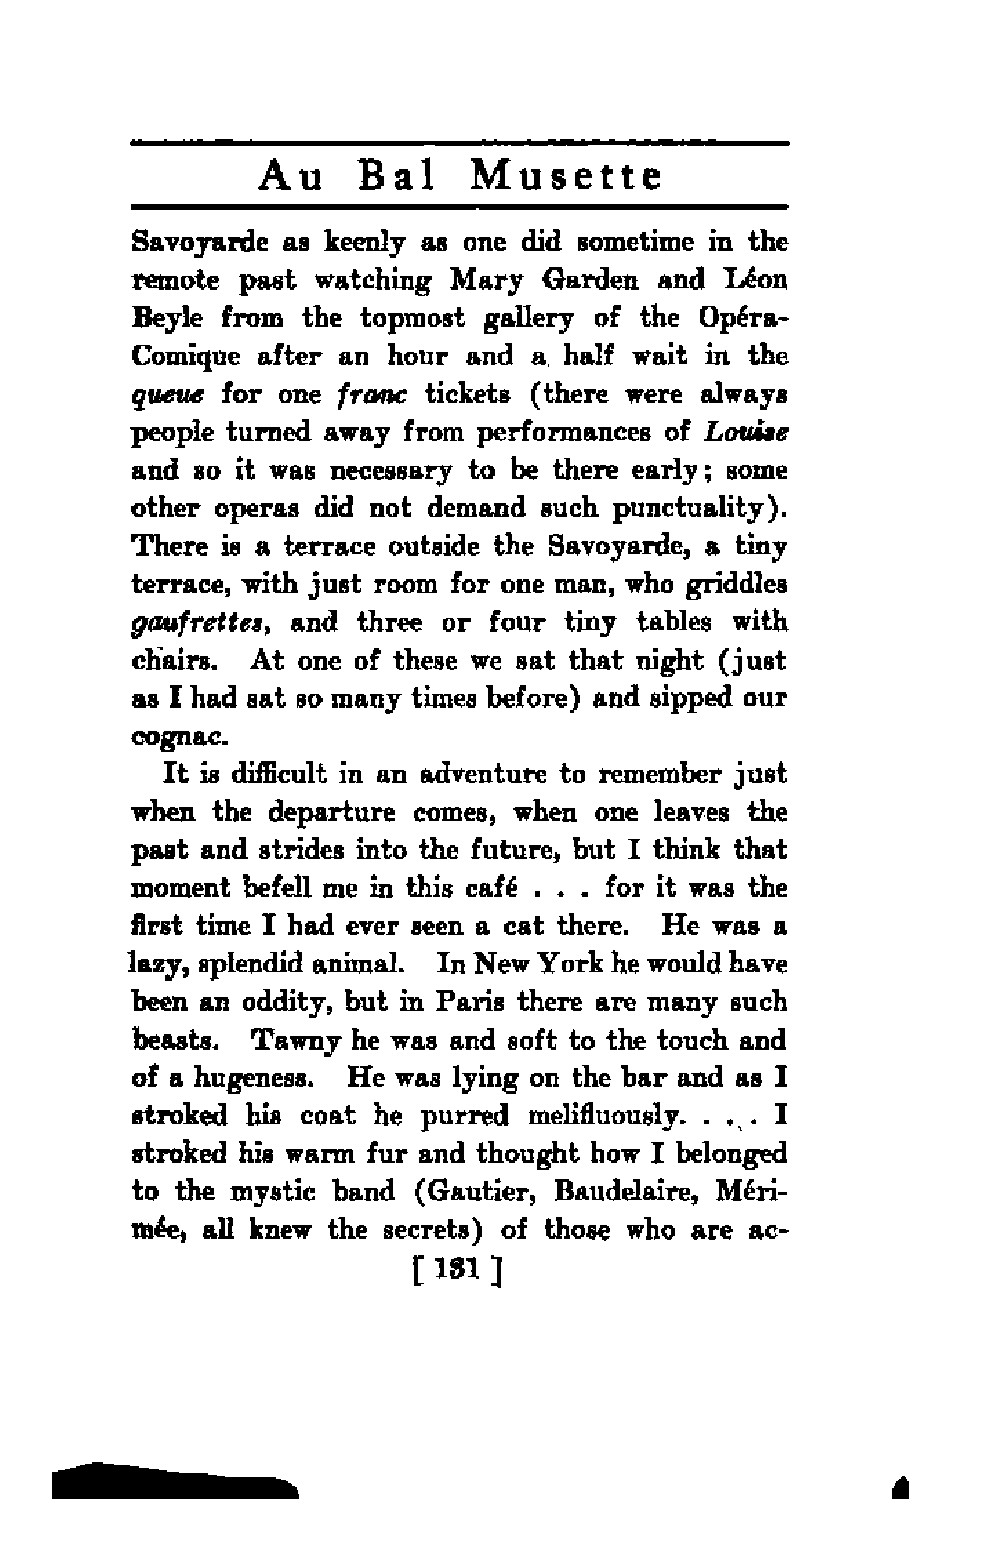 Au Bal Musette
Savoyarde as keenly as one did sometime in the
remote past watching Mary Garden and Léon
Beyle from the topmost gallery of the Opéra-
Comique after an hour and a half wait in the
queue for one franc tickets (there were always
people turned away from performances of Louise
and so it was necessary to be there early; some
other operas did not demand such punctuality).
There is a terrace outside the Savoyarde, a tiny
terrace, with just room for one man, who griddles
gaufrettes, and three or four tiny tables with
chairs. At one of these we sat that night (just
as I had sat so many times before) and sipped our
cognac.
It is difficult in an adventure to remember just
when the departure comes, when one leaves the
past and strides into the future, but I think that
moment befell me in this café . . . for it was the
first time I had ever seen a cat there. He was a
lazy, splendid animal. In New York he would have
been an oddity, but in Paris there are many such
beasts. Tawny he was and soft to the touch and
of a hugeness. He was lying on the bar and as I
stroked his coat he purred melifluously. . . . I
stroked his warm fur and thought how I belonged
to the mystic band (Gautier, Baudelaire, Méri-
mée, all knew the secrets) of those who are ac-
[ 131 ]